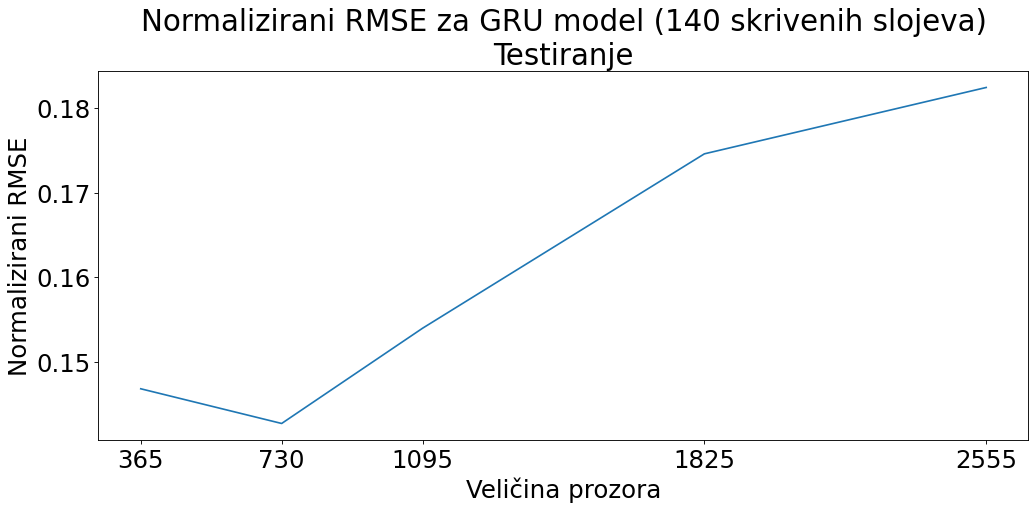 Normalizirani RMSE za GRU model (140 skrivenih slojeva)
Testiranje
Normalizirani RMSE
0.18
0.17
0.16
0.15
365 730 1095 1825 2555
Veličina prozora